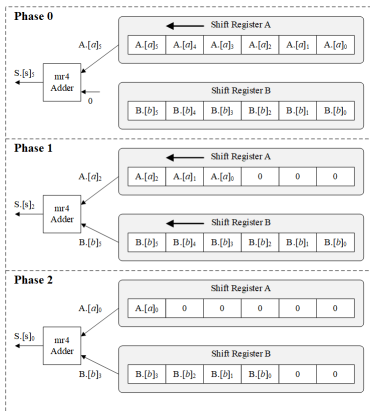 Phase 0
Shift Register A
A.[a]5
A.[a]5 A.[a]4 A.[a]3 A.[a]2 A.[a]1 A.[a]0
S.[s]5
mr4
Adder
0
Shift Register B
B.[b]5 B.[b]4 B.[b]3 B.[b]2 B.[b]1 B.[b]0
Phase 1
Shift Register A
A.[a]2
A.[a]2 A.[a]1 A.[a]0 0 0 0
S.[s]2
mr4
Adder
Shift Register B
B.[b]5
B.[b]5 B.[b]4 B.[b]3 B.[b]2 B.[b]1 B.[b]0
Phase 2
Shift Register A
A.[a]0
A.[a]0 0 0 0 0 0
S.[s]0
mr4
Adder
Shift Register B
B.[b]3
B.[b]3 B.[b]2 B.[b]1 B.[b]0 0 0